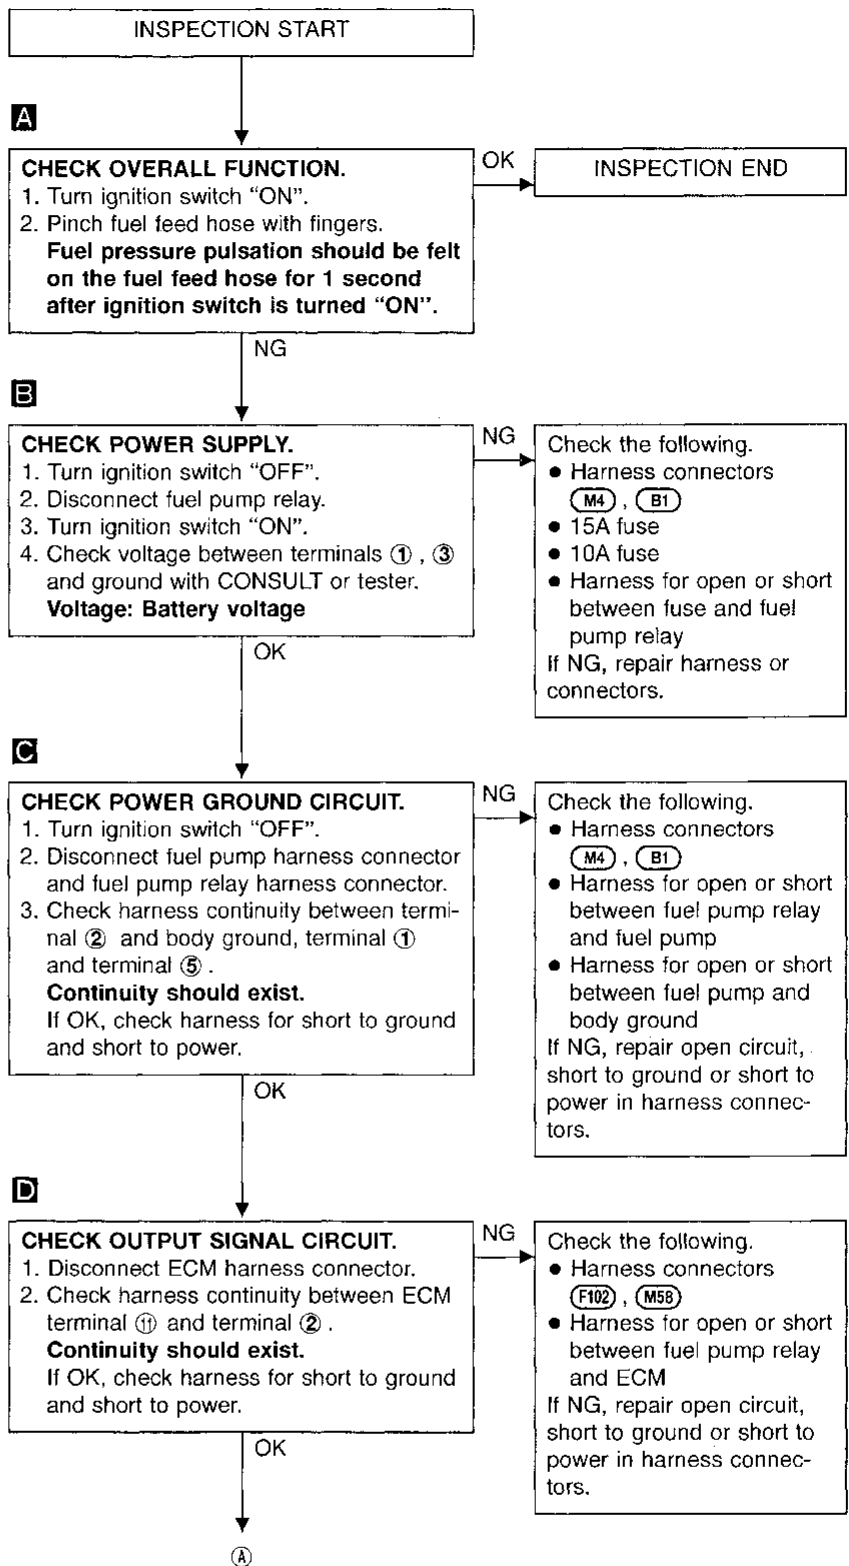 INSPECTION START
A
CHECK OVERALL FUNCTION.
1. Turn ignition switch “ON”.
2. Pinch fuel feed hose with fingers.
Fuel pressure pulsation should be felt
on the fuel feed hose for 1 second
after ignition switch is turned “ON”.
OK
INSPECTION END
NG
B
CHECK POWER SUPPLY.
1. Turn ignition switch “OFF”.
2. Disconnect fuel pump relay.
3. Turn ignition switch “ON”.
4. Check voltage between terminals ①, ③
and ground with CONSULT or tester.
Voltage: Battery voltage
NG
Check the following.
● Harness connectors
M4, B1
● 15A fuse
● 10A fuse
● Harness for open or short
between fuse and fuel
pump relay
If NG, repair harness or
connectors.
OK
C
CHECK POWER GROUND CIRCUIT.
1. Turn ignition switch “OFF”.
2. Disconnect fuel pump harness connector
and fuel pump relay harness connector.
3. Check harness continuity between termi-
nal ② and body ground, terminal ①
and terminal ⑤.
Continuity should exist.
If OK, check harness for short to ground
and short to power.
NG
Check the following.
● Harness connectors
M4, B1
● Harness for open or short
between fuel pump relay
and fuel pump
● Harness for open or short
between fuel pump and
body ground
If NG, repair open circuit,
short to ground or short to
power in harness connec-
tors.
OK
D
CHECK OUTPUT SIGNAL CIRCUIT.
1. Disconnect ECM harness connector.
2. Check harness continuity between ECM
terminal ⑪ and terminal ②.
Continuity should exist.
If OK, check harness for short to ground
and short to power.
NG
Check the following.
● Harness connectors
F102, M58
● Harness for open or short
between fuel pump relay
and ECM
If NG, repair open circuit,
short to ground or short to
power in harness connec-
tors.
OK
Ⓐ